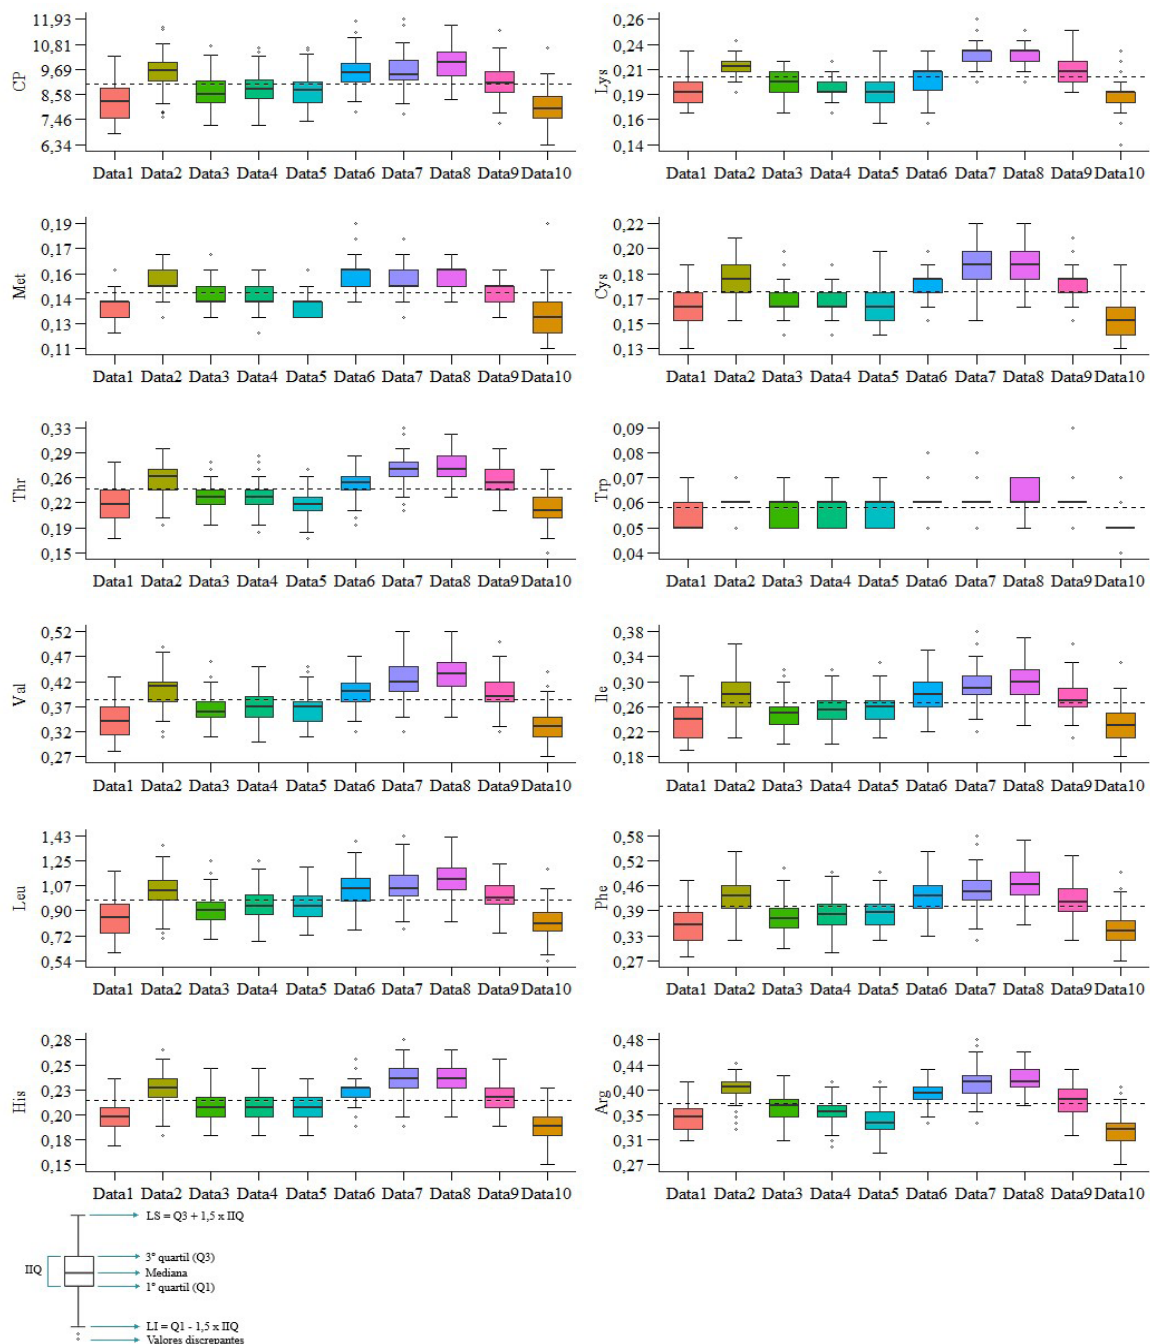 CP
11,93
10,81
9,69
8,58
7,46
6,34
Data1 Data2 Data3 Data4 Data5 Data6 Data7 Data8 Data9 Data10
Lys
0,26
0,24
0,21
0,19
0,16
0,14
Data1 Data2 Data3 Data4 Data5 Data6 Data7 Data8 Data9 Data10
Met
0,19
0,17
0,16
0,14
0,13
0,11
Data1 Data2 Data3 Data4 Data5 Data6 Data7 Data8 Data9 Data10
Cys
0,22
0,20
0,18
0,17
0,15
0,13
Data1 Data2 Data3 Data4 Data5 Data6 Data7 Data8 Data9 Data10
Thr
0,33
0,29
0,26
0,22
0,19
0,15
Data1 Data2 Data3 Data4 Data5 Data6 Data7 Data8 Data9 Data10
Trp
0,09
0,08
0,07
0,06
0,05
0,04
Data1 Data2 Data3 Data4 Data5 Data6 Data7 Data8 Data9 Data10
Val
0,52
0,47
0,42
0,37
0,32
0,27
Data1 Data2 Data3 Data4 Data5 Data6 Data7 Data8 Data9 Data10
Ile
0,38
0,34
0,30
0,26
0,22
0,18
Data1 Data2 Data3 Data4 Data5 Data6 Data7 Data8 Data9 Data10
Leu
1,43
1,25
1,07
0,90
0,72
0,54
Data1 Data2 Data3 Data4 Data5 Data6 Data7 Data8 Data9 Data10
Phe
0,58
0,52
0,46
0,39
0,33
0,27
Data1 Data2 Data3 Data4 Data5 Data6 Data7 Data8 Data9 Data10
His
0,28
0,25
0,23
0,20
0,18
0,15
Data1 Data2 Data3 Data4 Data5 Data6 Data7 Data8 Data9 Data10
Arg
0,48
0,44
0,40
0,35
0,31
0,27
Data1 Data2 Data3 Data4 Data5 Data6 Data7 Data8 Data9 Data10
LS = Q3 + 1,5 x IIQ
3º quartil (Q3)
IIQ
Mediana
1º quartil (Q1)
LI = Q1 - 1,5 x IIQ
Valores discrepantes